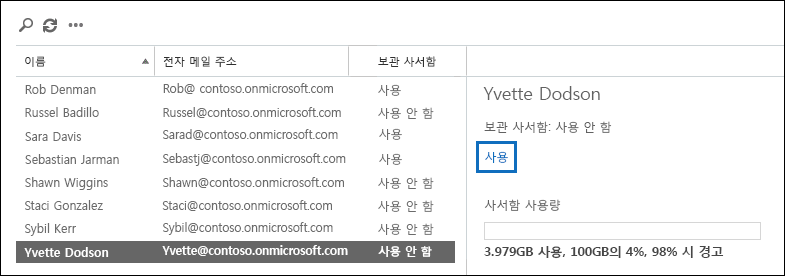 이름 전자 메일 주소 보관 사서함
Rob Denman Rob@ contoso.onmicrosoft.com 사용
Russel Badillo Russel@contoso.onmicrosoft.com 사용 안 함
Sara Davis Sarad@contoso.onmicrosoft.com 사용
Sebastian Jarman Sebastj@contoso.onmicrosoft.com 사용
Shawn Wiggins Shawn@contoso.onmicrosoft.com 사용 안 함
Staci Gonzalez Staci@contoso.onmicrosoft.com 사용 안 함
Sybil Kerr Sybil@contoso.onmicrosoft.com 사용 안 함
Yvette Dodson Yvette@contoso.onmicrosoft.com 사용 안 함
Yvette Dodson
보관 사서함: 사용 안 함
사용
사서함 사용량
3.979GB 사용, 100GB의 4%, 98% 시 경고